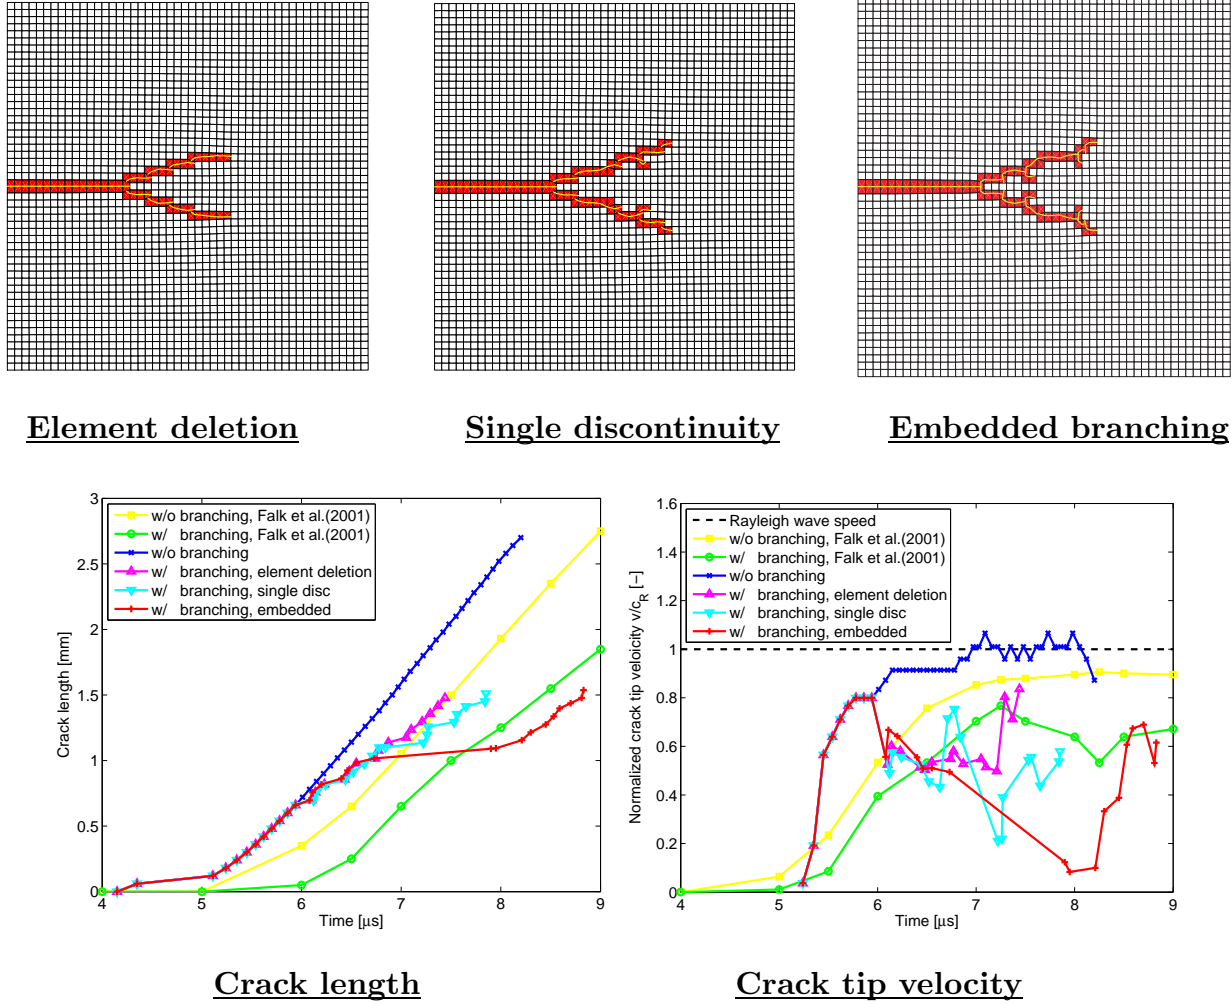 Element deletion
Single discontinuity
Embedded branching
3
2.5
2
1.5
1
0.5
0
4
5
6
7
8
9
Crack length [mm]
Time [μs]
w/o branching, Falk et al.(2001)
w/ branching, Falk et al.(2001)
w/o branching
w/ branching, element deletion
w/ branching, single disc
w/ branching, embedded
1.6
1.4
1.2
1
0.8
0.6
0.4
0.2
0
4
5
6
7
8
9
Normalized crack tip veloicity v/c_R [−]
Time [μs]
Rayleigh wave speed
w/o branching, Falk et al.(2001)
w/ branching, Falk et al.(2001)
w/o branching
w/ branching, element deletion
w/ branching, single disc
w/ branching, embedded
Crack length
Crack tip velocity